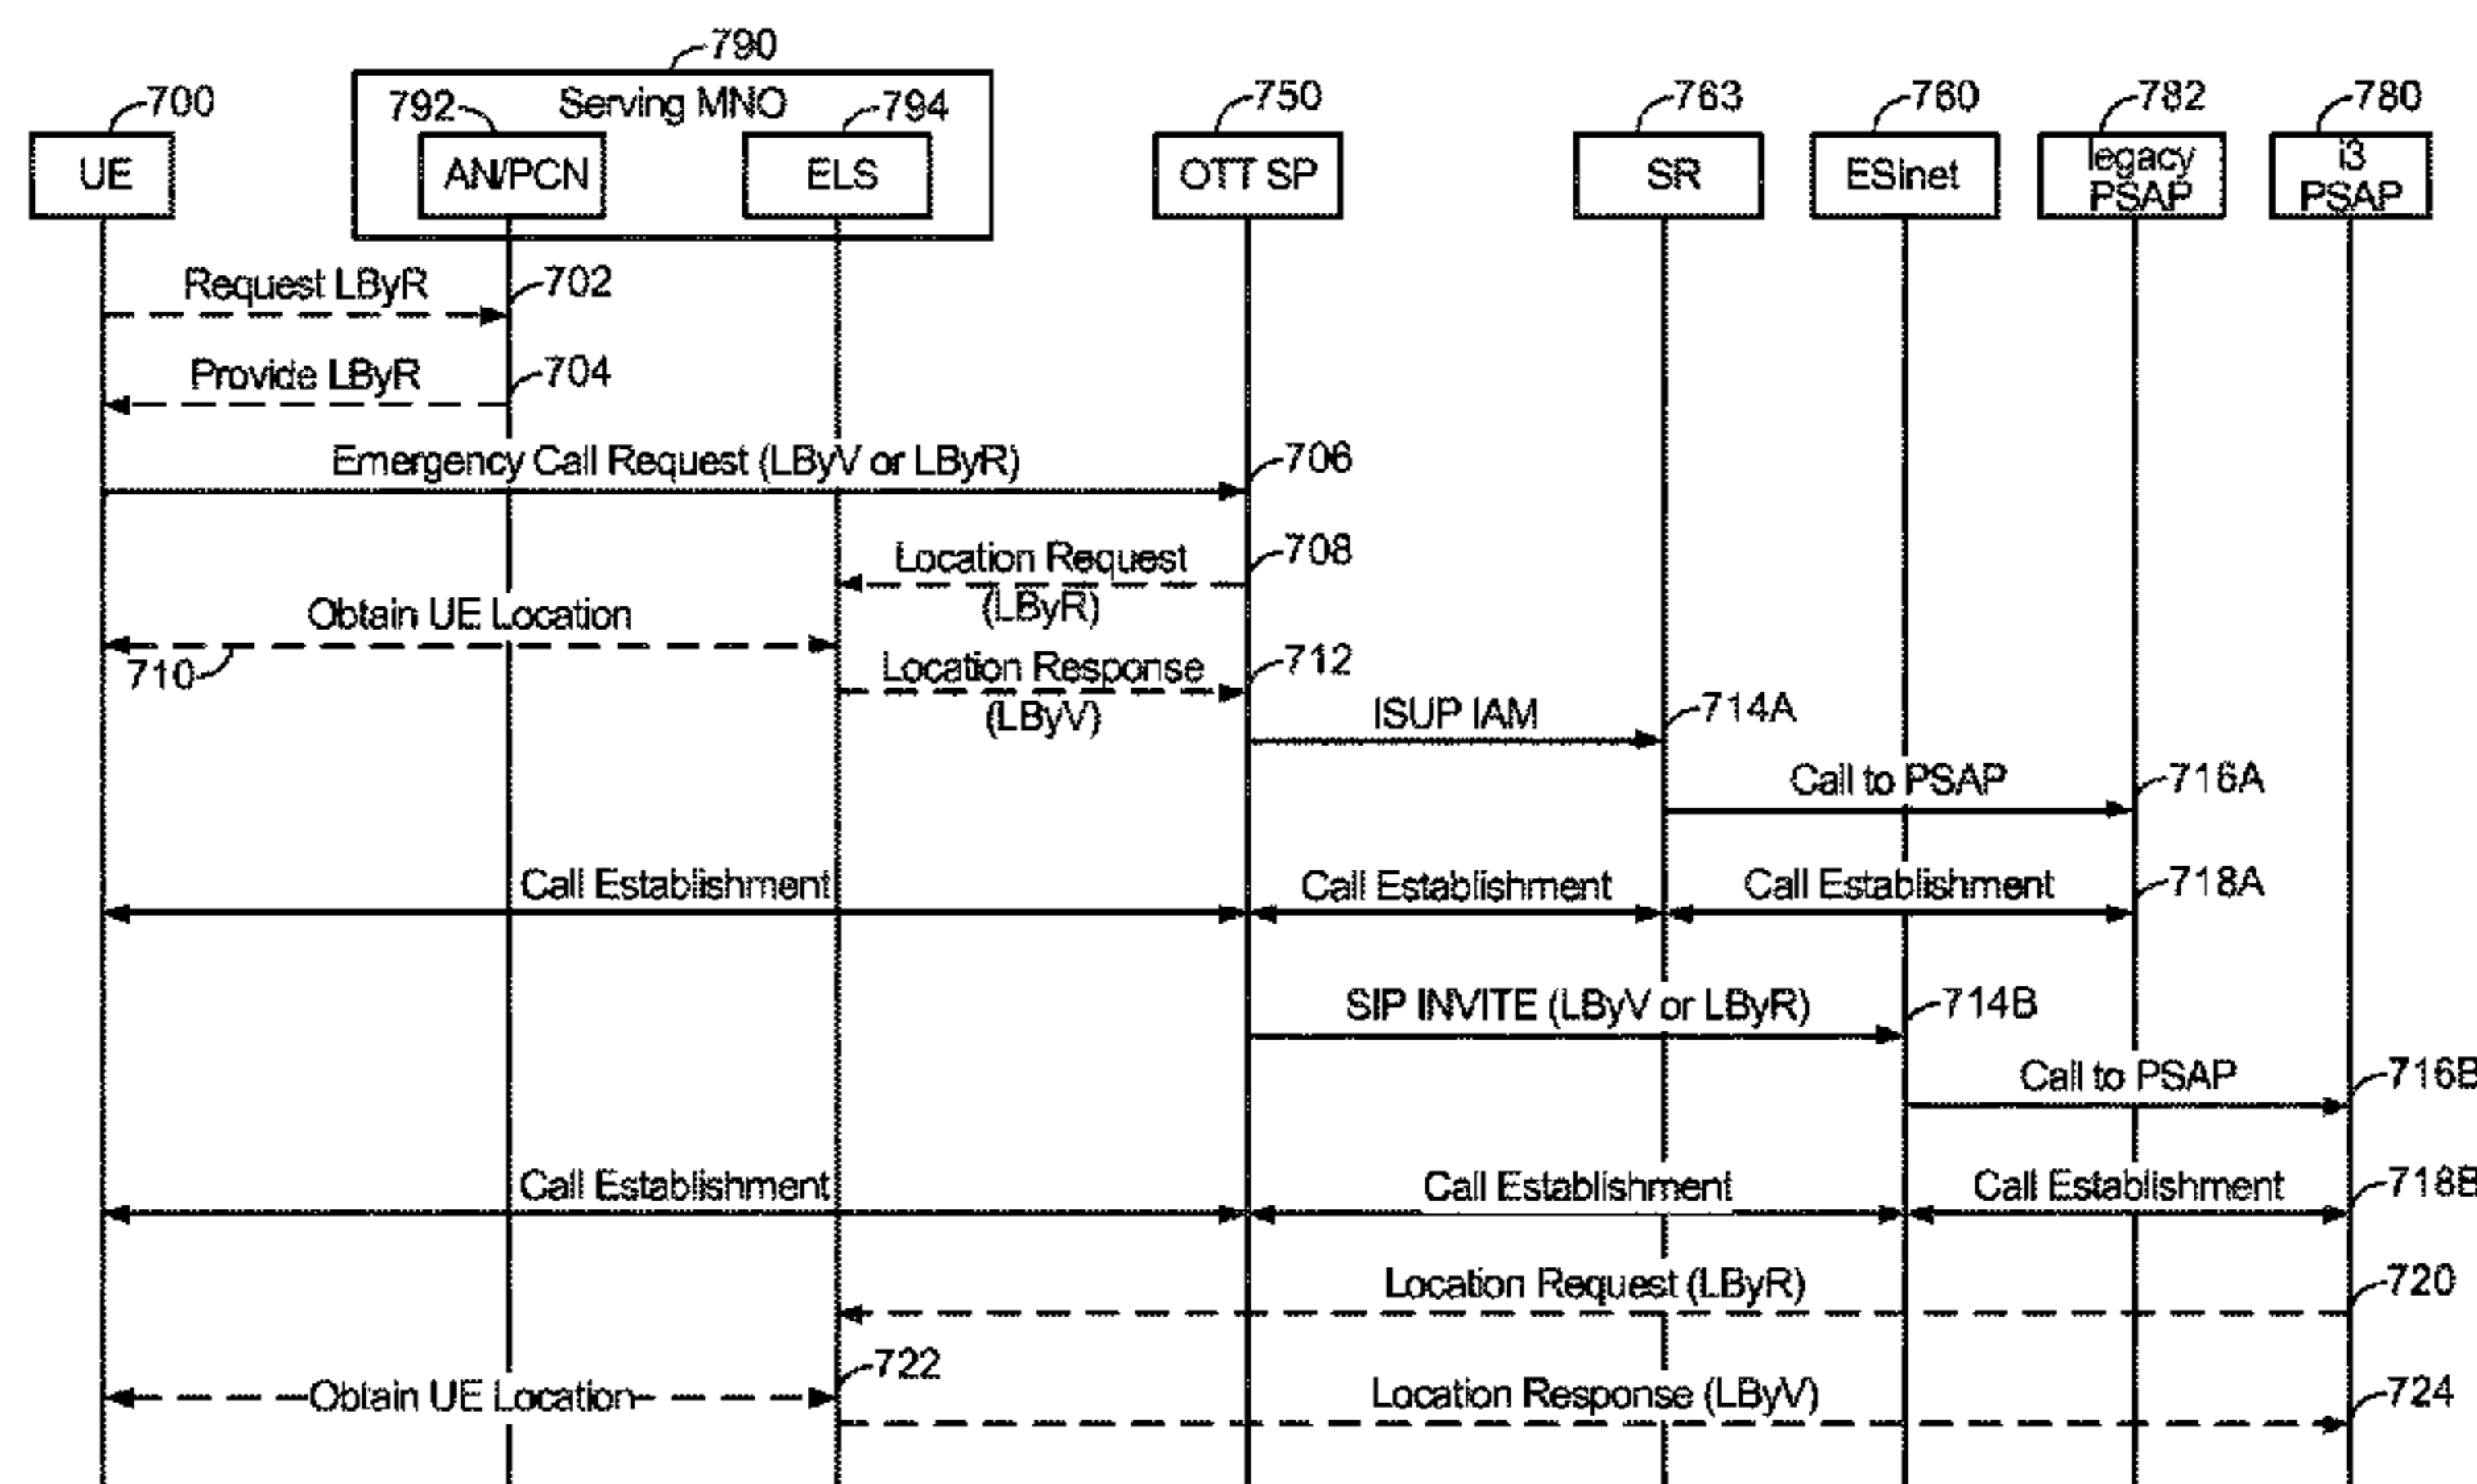 790
700
792
Serving MNO
794
750
763
760
782
780
UE
AN/PCN
ELS
OTT SP
SR
ESInet
legacy
PSAP
i3
PSAP
Request LByR
702
Provide LByR
704
Emergency Call Request (LByV or LByR)
706
Location Request
(LByR)
708
Obtain UE Location
710
Location Response
(LByV)
712
ISUP IAM
714A
Call to PSAP
716A
Call Establishment
Call Establishment
Call Establishment
718A
SIP INVITE (LByV or LByR)
714B
Call to PSAP
716B
Call Establishment
Call Establishment
Call Establishment
718B
Location Request (LByR)
720
722
Obtain UE Location
Location Response (LByV)
724